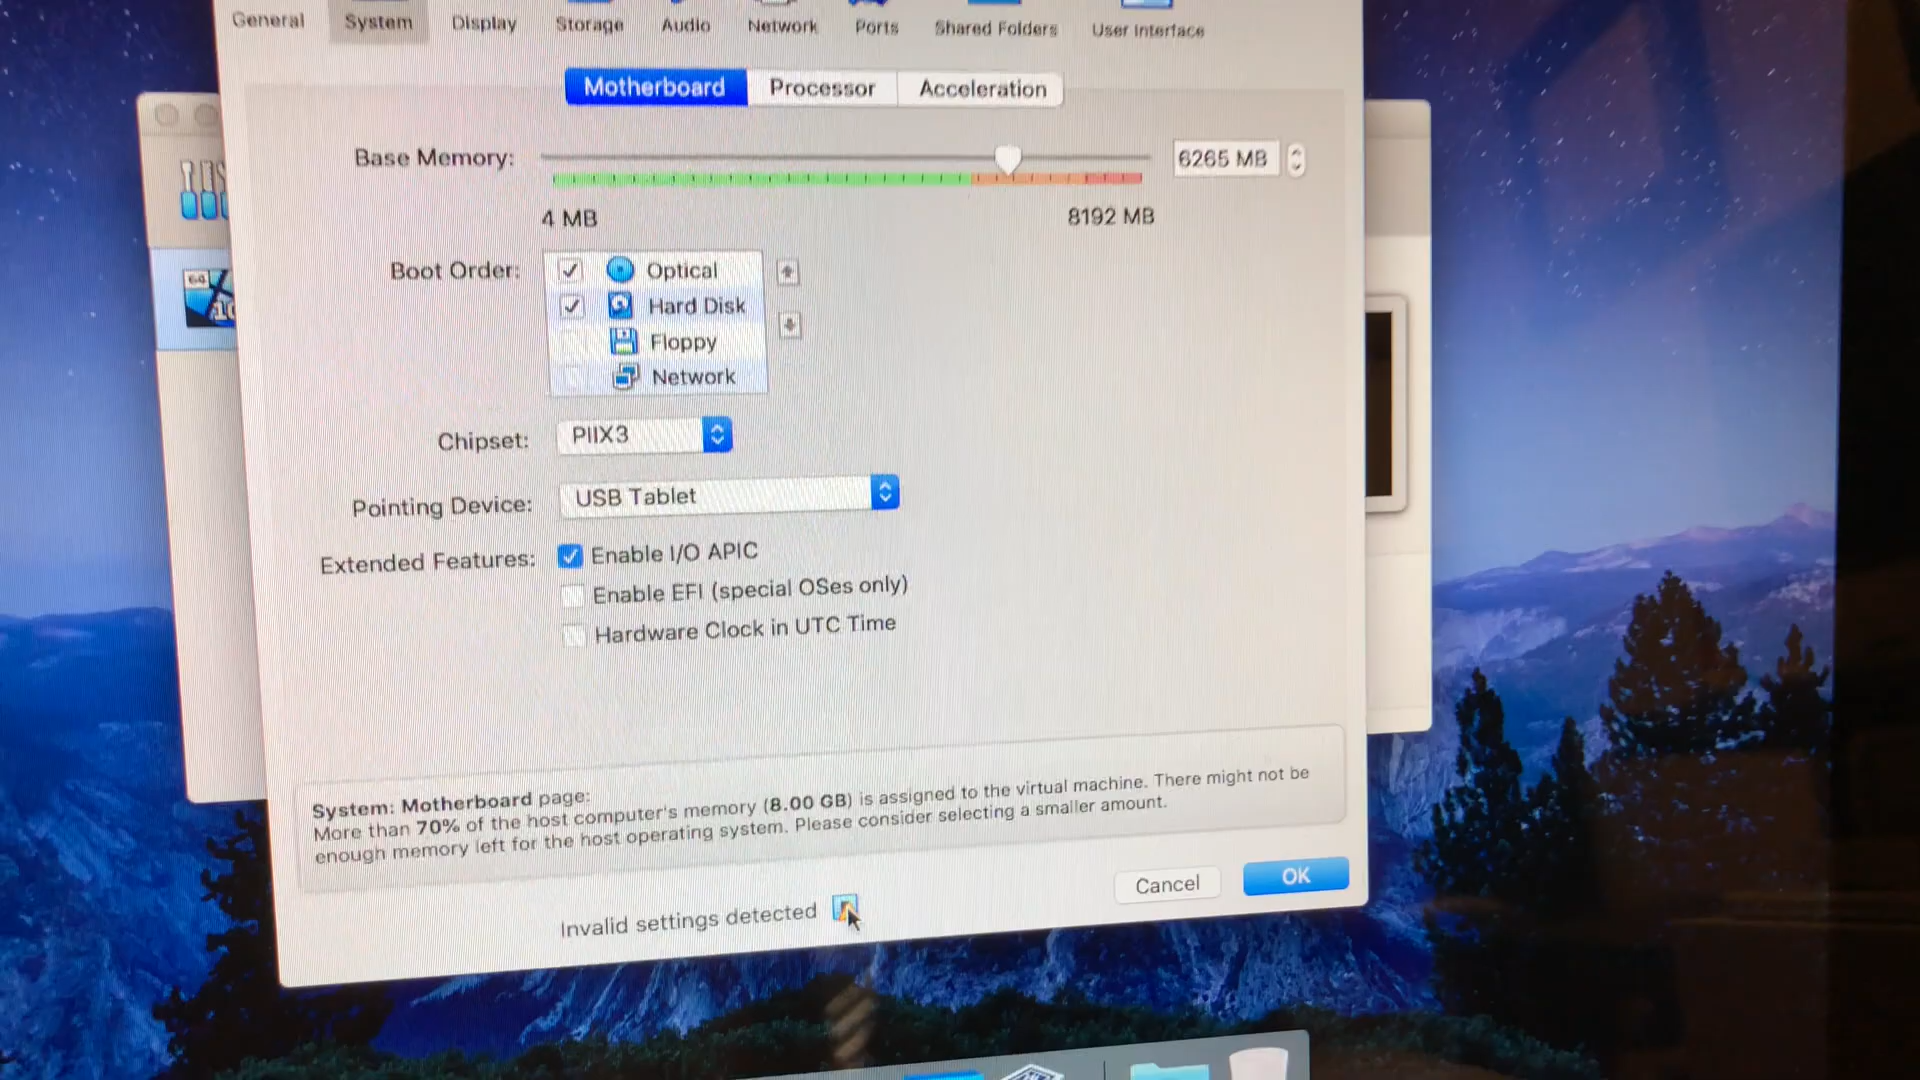 General System Display Storage Audio Network Ports Shared Folders User Interface
Motherboard Processor Acceleration
Base Memory: 6265 MB
4 MB 8192 MB
Boot Order: Optical
Hard Disk
Floppy
Network
Chipset: PIIX3
Pointing Device: USB Tablet
Extended Features: Enable I/O APIC
Enable EFI (special OSes only)
Hardware Clock in UTC Time
System: Motherboard page:
More than 70% of the host computer's memory (8.00 GB) is assigned to the virtual machine. There might not be
enough memory left for the host operating system. Please consider selecting a smaller amount.
Cancel OK
Invalid settings detected
64
10